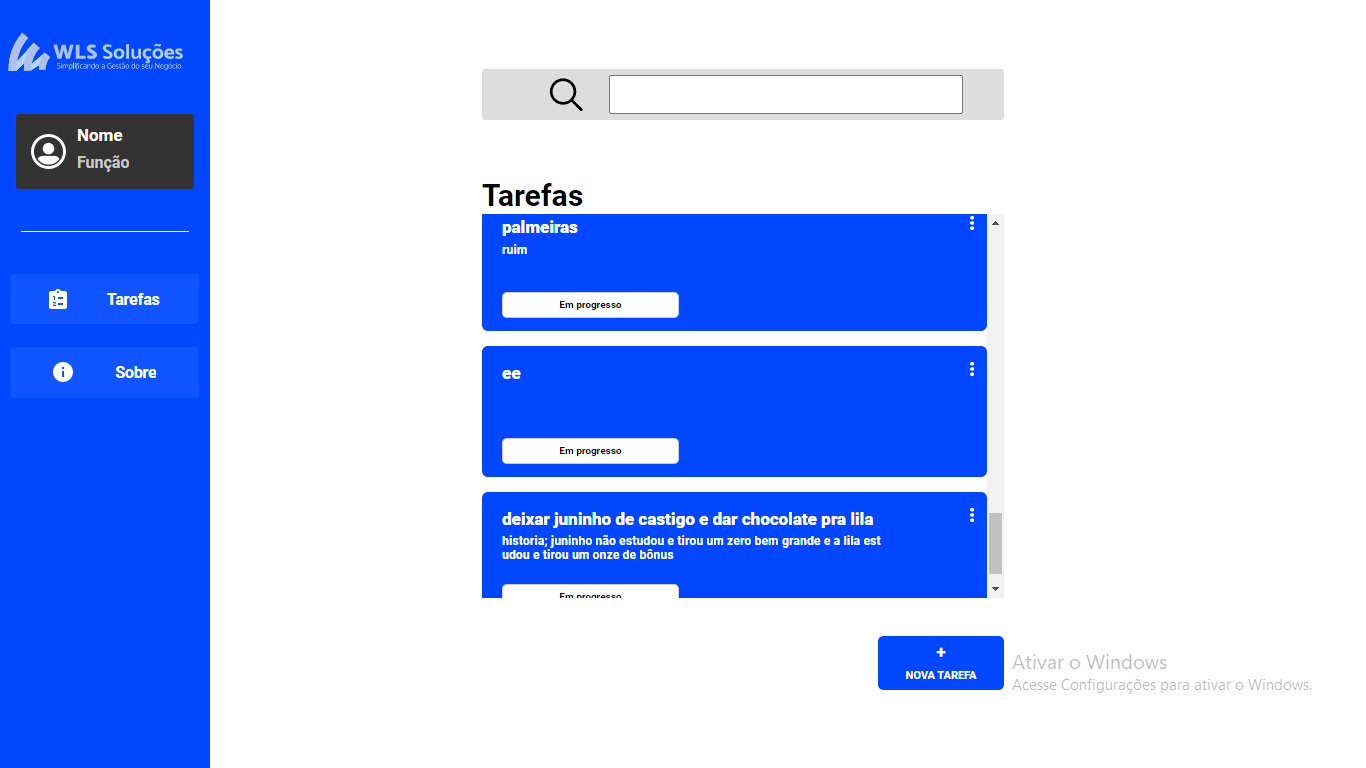 WLS Soluções
Simplificando a Gestão do seu Negócio
Nome
Função
Tarefas
Sobre
Tarefas
palmeiras
ruim
Em progresso
ee
Em progresso
deixar juninho de castigo e dar chocolate pra lila
historia; juninho não estudou e tirou um zero bem grande e a lila est
udou e tirou um onze de bônus
Em progresso
+
NOVA TAREFA
Ativar o Windows
Acesse Configurações para ativar o Windows.